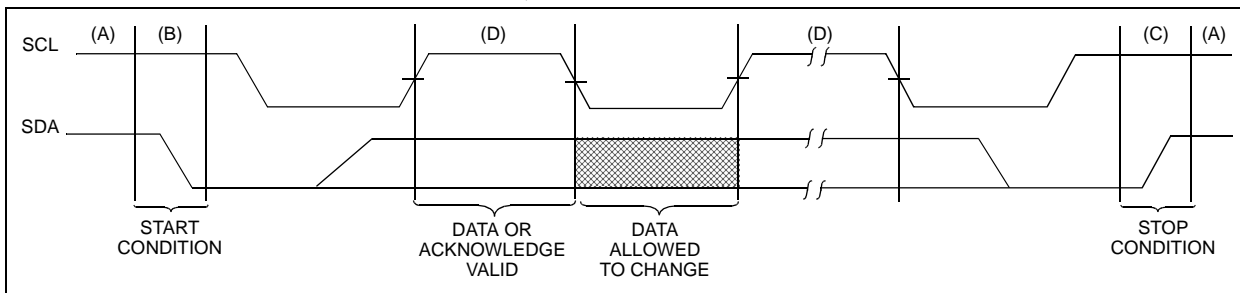 (A) (B) (D) (D) (C) (A)
SCL
SDA
START
CONDITION
DATA OR
ACKNOWLEDGE
VALID
DATA
ALLOWED
TO CHANGE
STOP
CONDITION